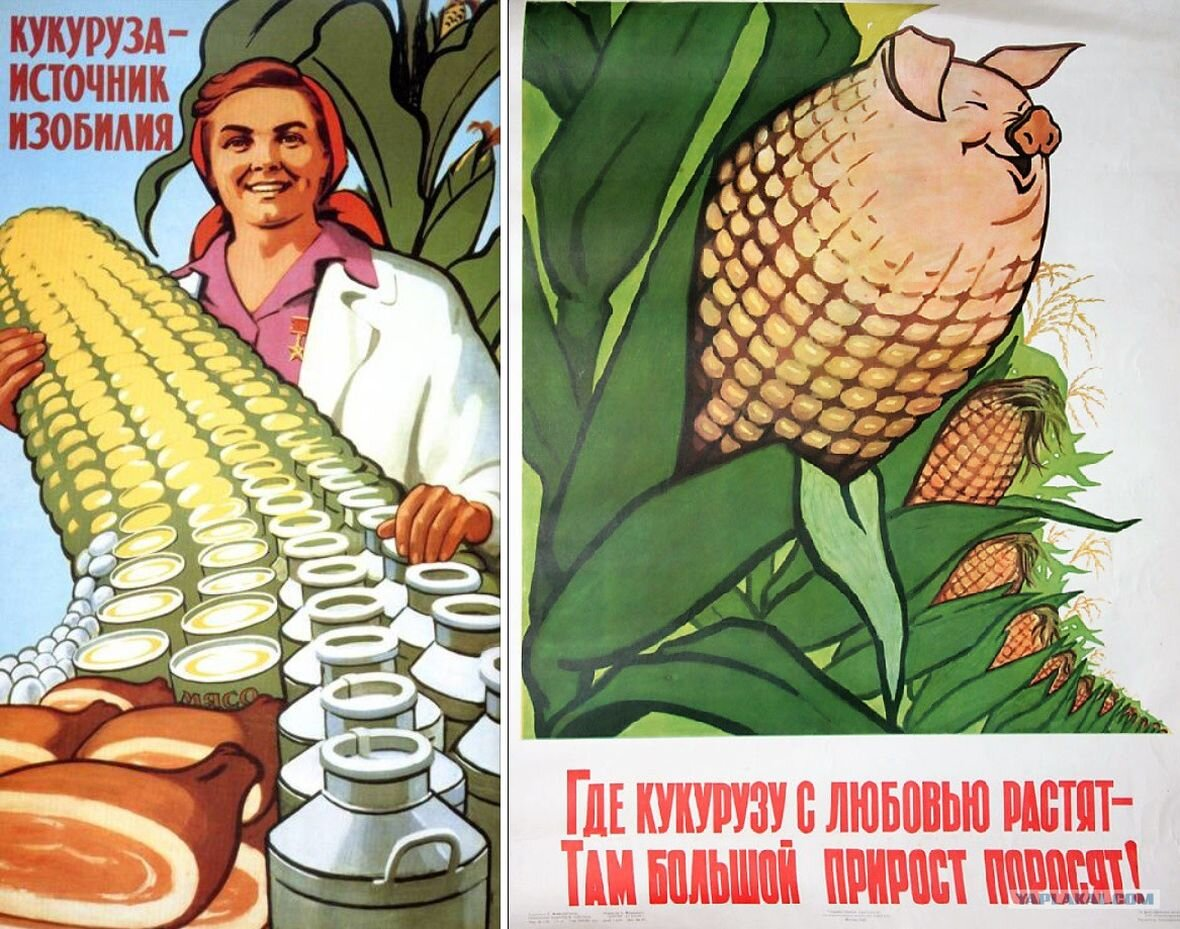 КУКУРУЗА-
ИСТОЧНИК
ИЗОБИЛИЯ
МЯСО
Где кукурузу с любовью растят-
Там большой прирост поросят!
YAPLAKAL.COM